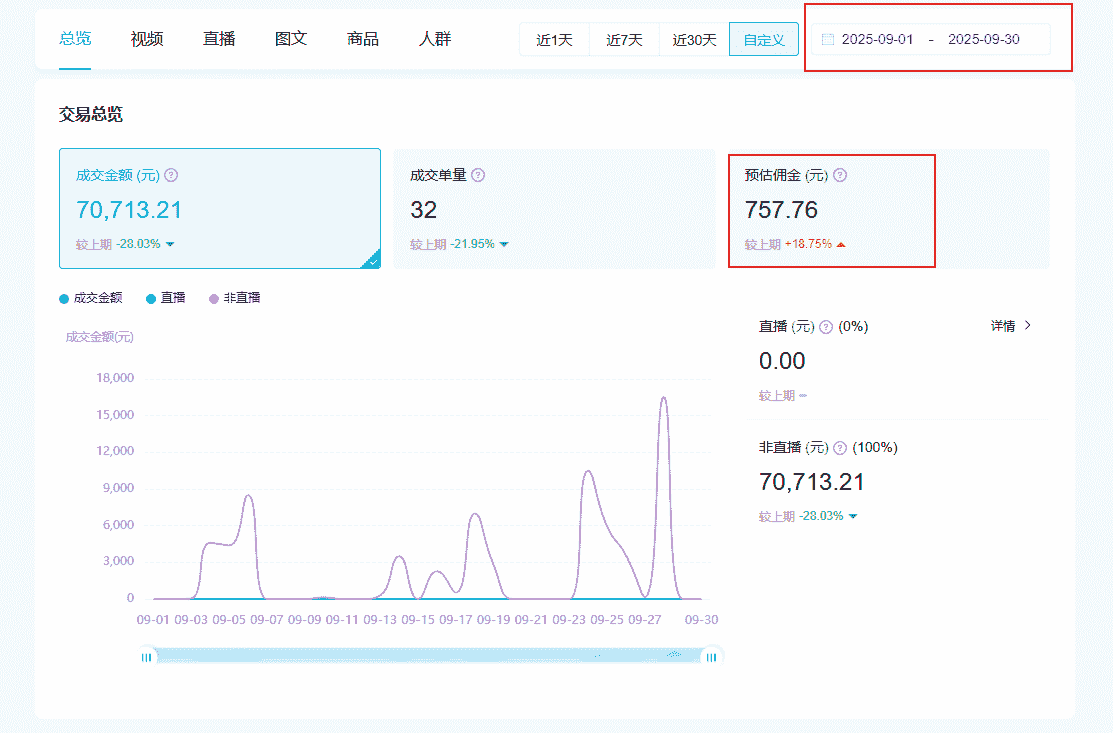 总览 视频 直播 图文 商品 人群 近1天 近7天 近30天 自定义 2025-09-01 - 2025-09-30
交易总览
成交金额 (元) ? 成交单量 ? 预估佣金 (元) ?
70,713.21 32 757.76
较上期 -28.03% 较上期 -21.95% 较上期 +18.75%
成交金额 直播 非直播
成交金额(元)
18,000
15,000
12,000
9,000
6,000
3,000
0
09-01 09-03 09-05 09-07 09-09 09-11 09-13 09-15 09-17 09-19 09-21 09-23 09-25 09-27 09-30
直播 (元) ? (0%) 详情
0.00
较上期 -
非直播 (元) ? (100%)
70,713.21
较上期 -28.03%